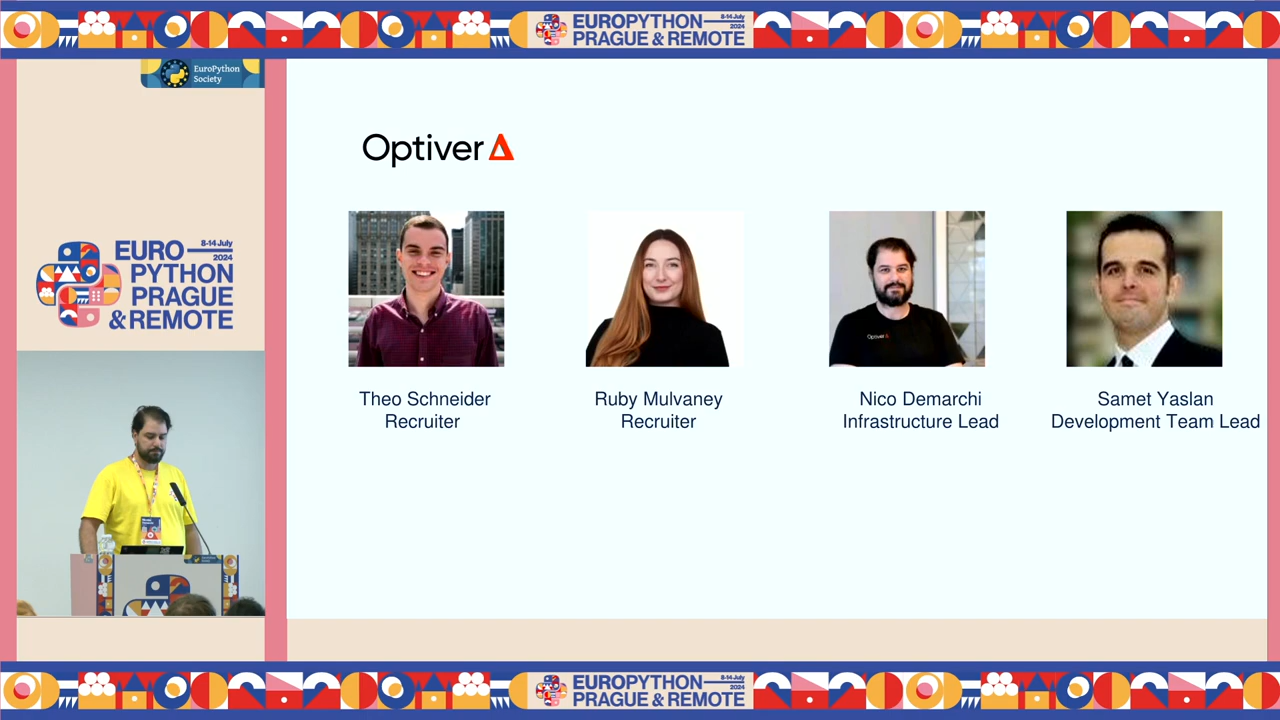 EUROPYTHON 8-14 July 2024
PRAGUE & REMOTE
EuroPython
Society
EURO 8-14 July 2024
PYTHON
PRAGUE
& REMOTE
Optiver
Theo Schneider
Recruiter
Ruby Mulvaney
Recruiter
Optiver
Nico Demarchi
Infrastructure Lead
Samet Yaslan
Development Team Lead
EUROPYTHON 8-14 July 2024
PRAGUE & REMOTE